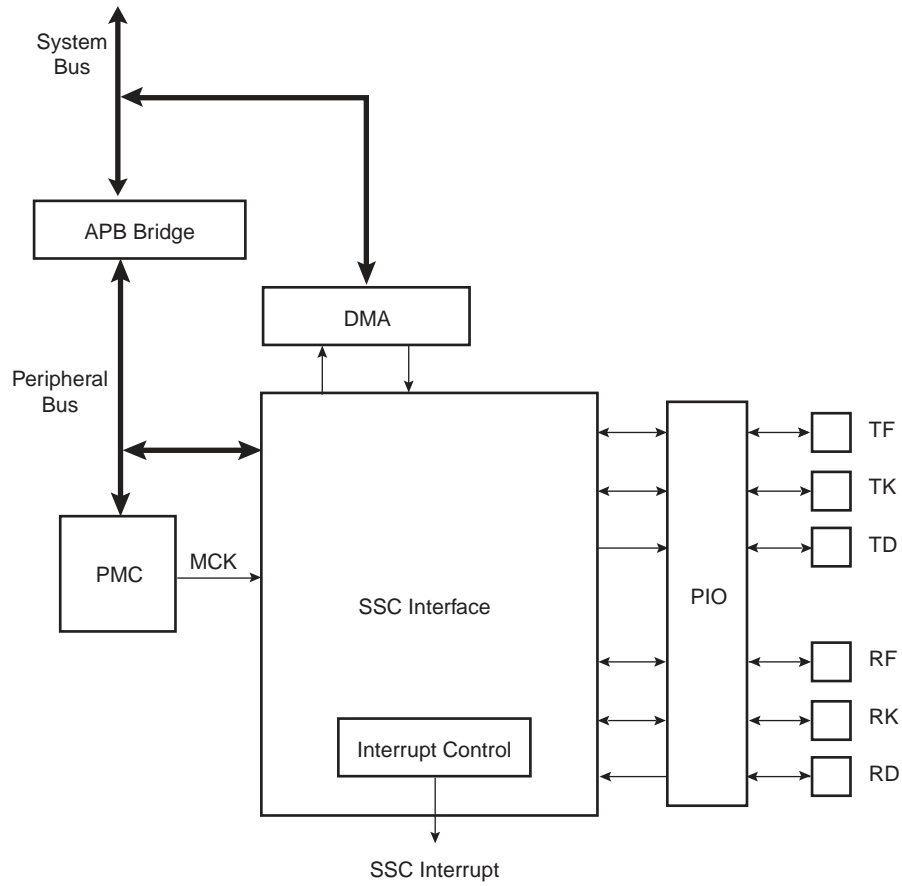 System
Bus
APB Bridge
DMA
Peripheral
Bus
PMC
MCK
SSC Interface
Interrupt Control
SSC Interrupt
PIO
TF
TK
TD
RF
RK
RD